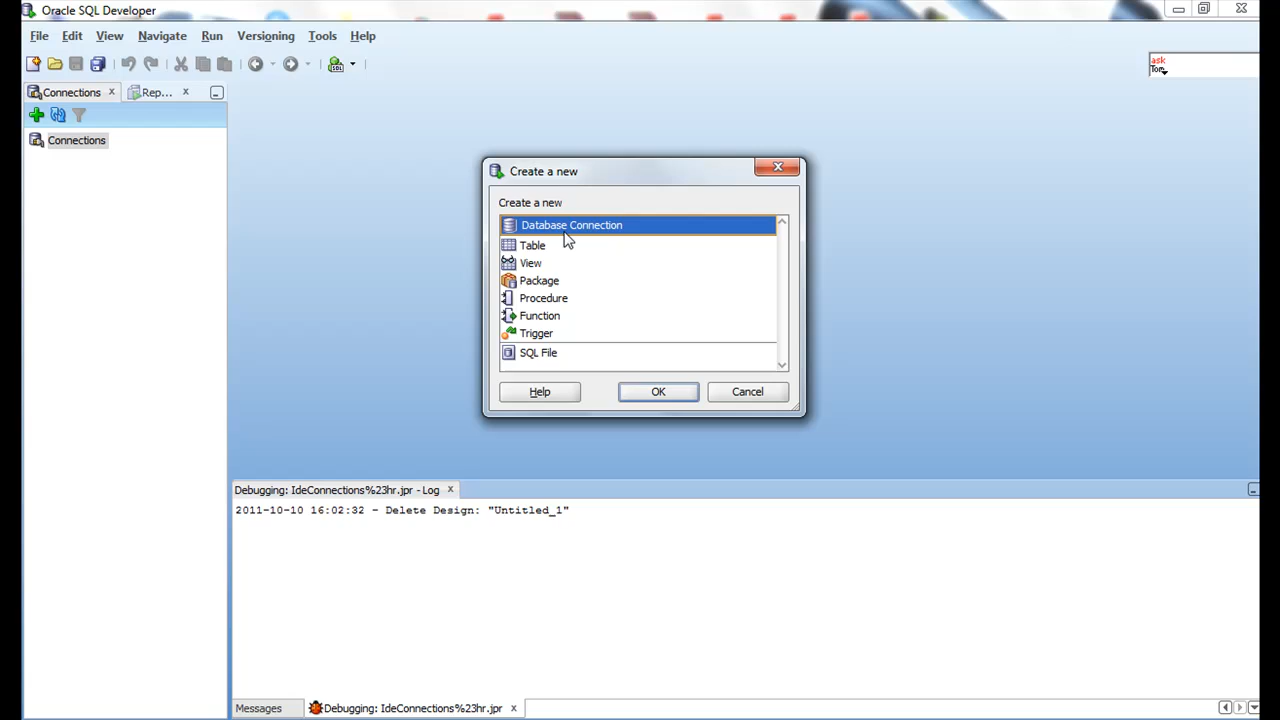 Oracle SQL Developer
File Edit View Navigate Run Versioning Tools Help
ask
Tom
Connections
Rep...
Connections
Create a new
Create a new
Database Connection
Table
View
Package
Procedure
Function
Trigger
SQL File
Help OK Cancel
Debugging: IdeConnections%23hr.jpr - Log
2011-10-10 16:02:32 - Delete Design: "Untitled_1"
Messages
Debugging: IdeConnections%23hr.jpr